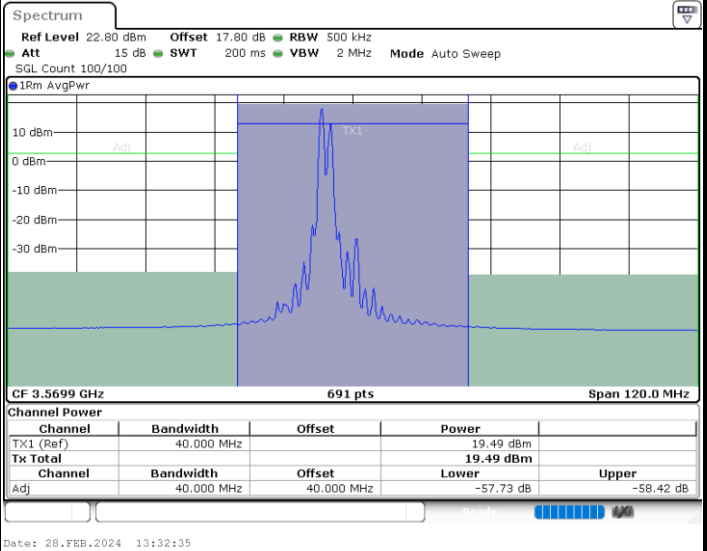 Spectrum
Ref Level 22.80 dBm Offset 17.80 dB RBW 500 kHz
Att 15 dB SWT 200 ms VBW 2 MHz Mode Auto Sweep
SGL Count 100/100
1Rm AvgPwr
10 dBm
TX1
Adj
Adj
0 dBm
-10 dBm
-20 dBm
-30 dBm
CF 3.5699 GHz 691 pts Span 120.0 MHz
Channel Power
Channel Bandwidth Offset Power
TX1 (Ref) 40.000 MHz 19.49 dBm
Tx Total 19.49 dBm
Channel Bandwidth Offset Lower Upper
Adj 40.000 MHz 40.000 MHz -57.73 dB -58.42 dB
Ready
Date: 28.FEB.2024 13:32:35